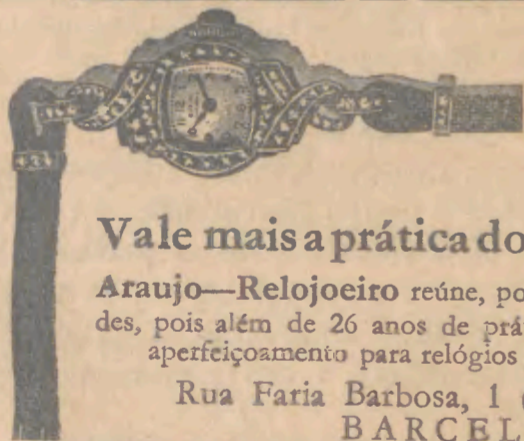 Vale mais a prática do
Araujo—Relojoeiro reúne, po
des, pois além de 26 anos de prá
aperfeiçoamento para relógios
Rua Faria Barbosa, 1 (
BARCEL